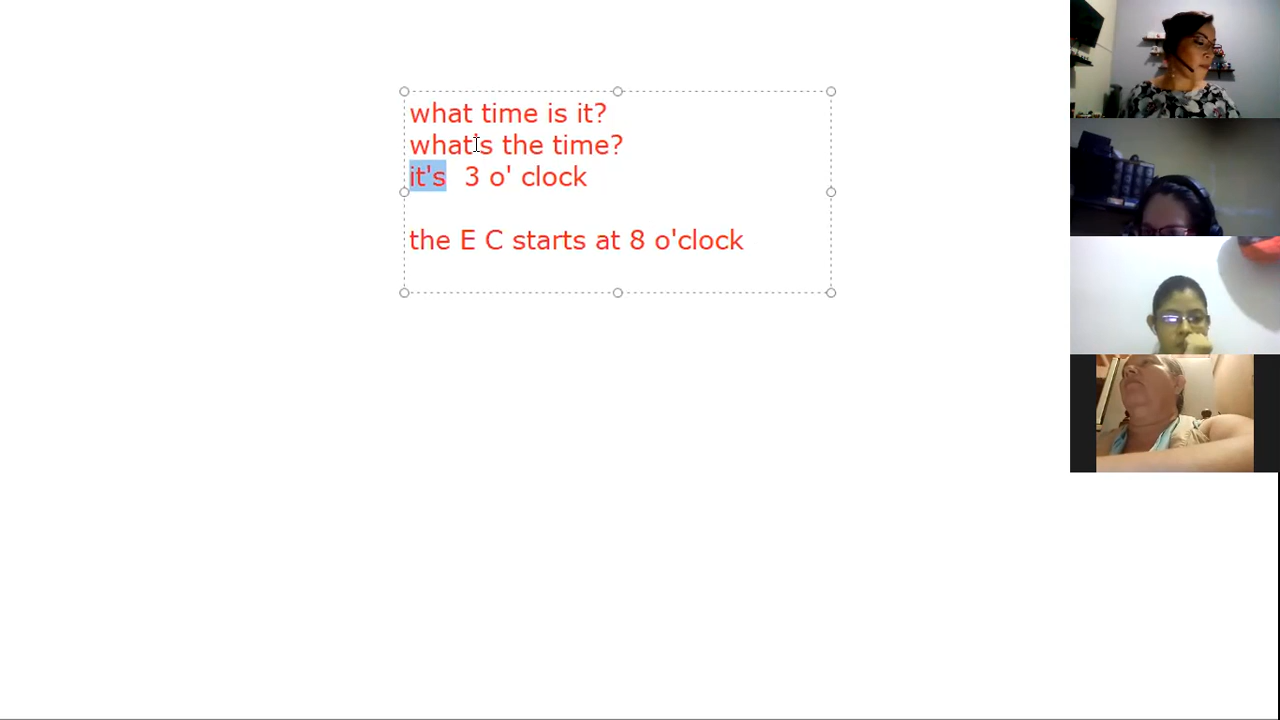 what time is it?
what's the time?
it's  3 o' clock
the E C starts at 8 o'clock